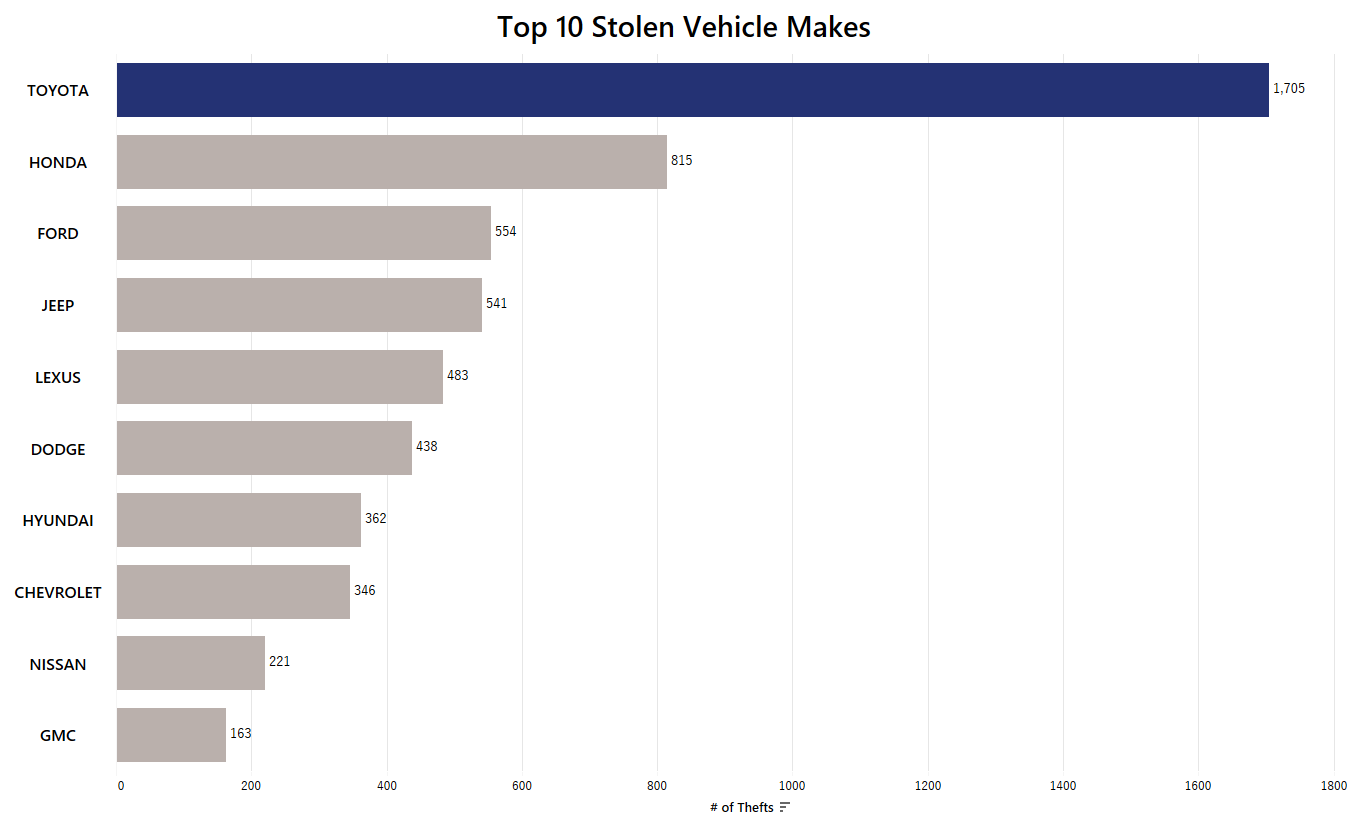 Top 10 Stolen Vehicle Makes
TOYOTA 1,705
HONDA 815
FORD 554
JEEP 541
LEXUS 483
DODGE 438
HYUNDAI 362
CHEVROLET 346
NISSAN 221
GMC 163
0 200 400 600 800 1000 1200 1400 1600 1800
# of Thefts